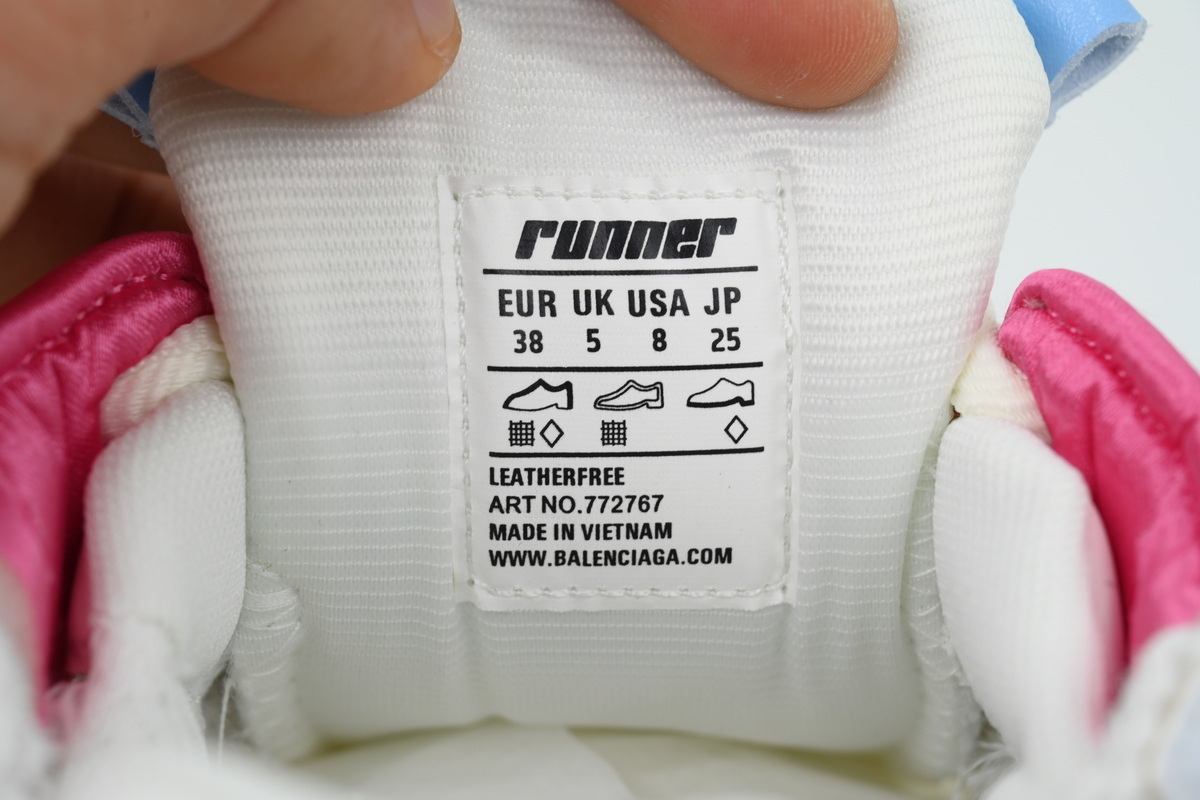 runner
EUR UK USA JP
38 5 8 25
LEATHERFREE
ART NO.772767
MADE IN VIETNAM
WWW.BALENCIAGA.COM